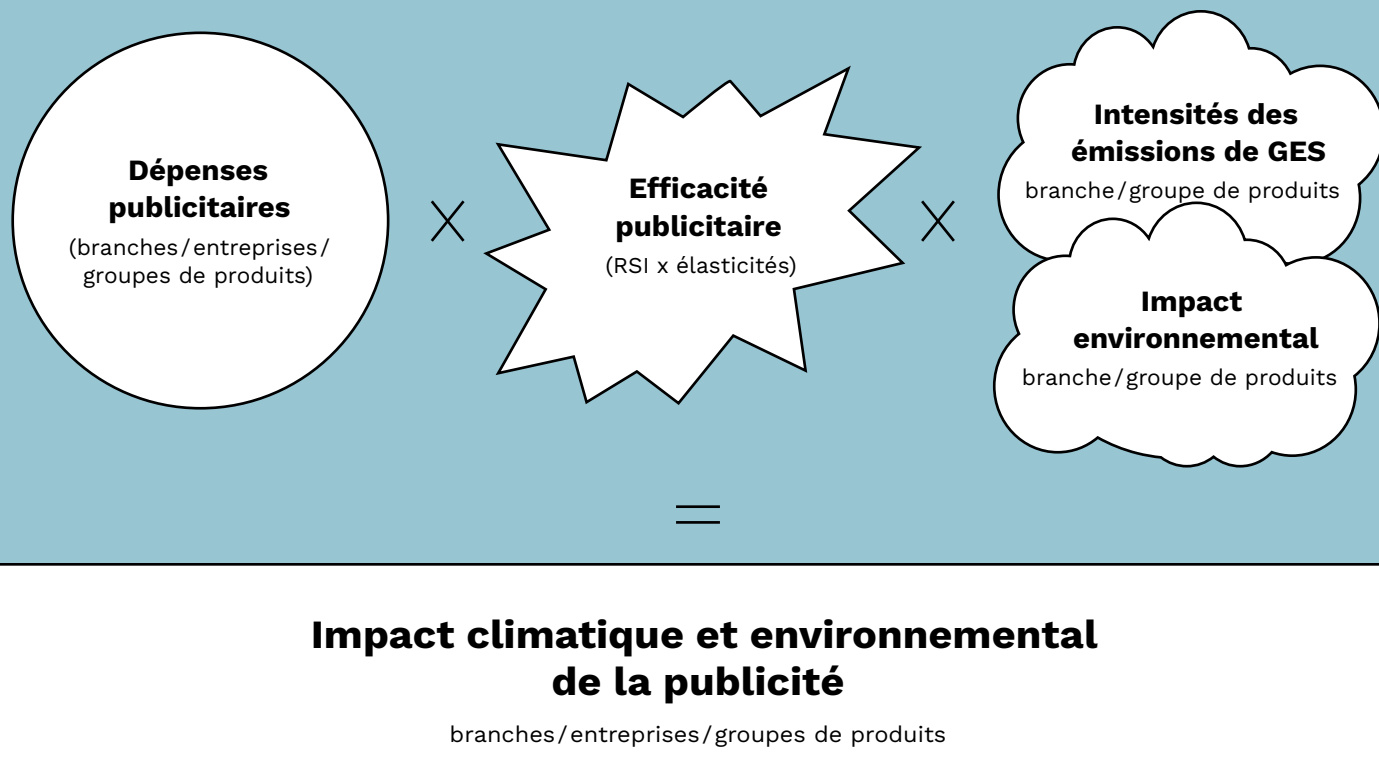 Dépenses
publicitaires
(branches/entreprises/
groupes de produits)
X
Efficacité
publicitaire
(RSI x élasticités)
X
Intensités des
émissions de GES
branche/groupe de produits
Impact
environnemental
branche/groupe de produits
=
Impact climatique et environnemental
de la publicité
branches/entreprises/groupes de produits